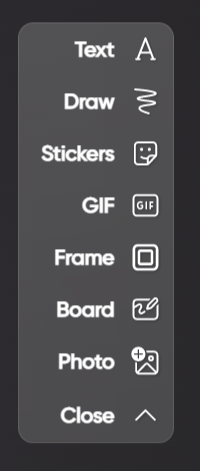 Text
Draw
Stickers
GIF GIF
Frame
Board
Photo
Close